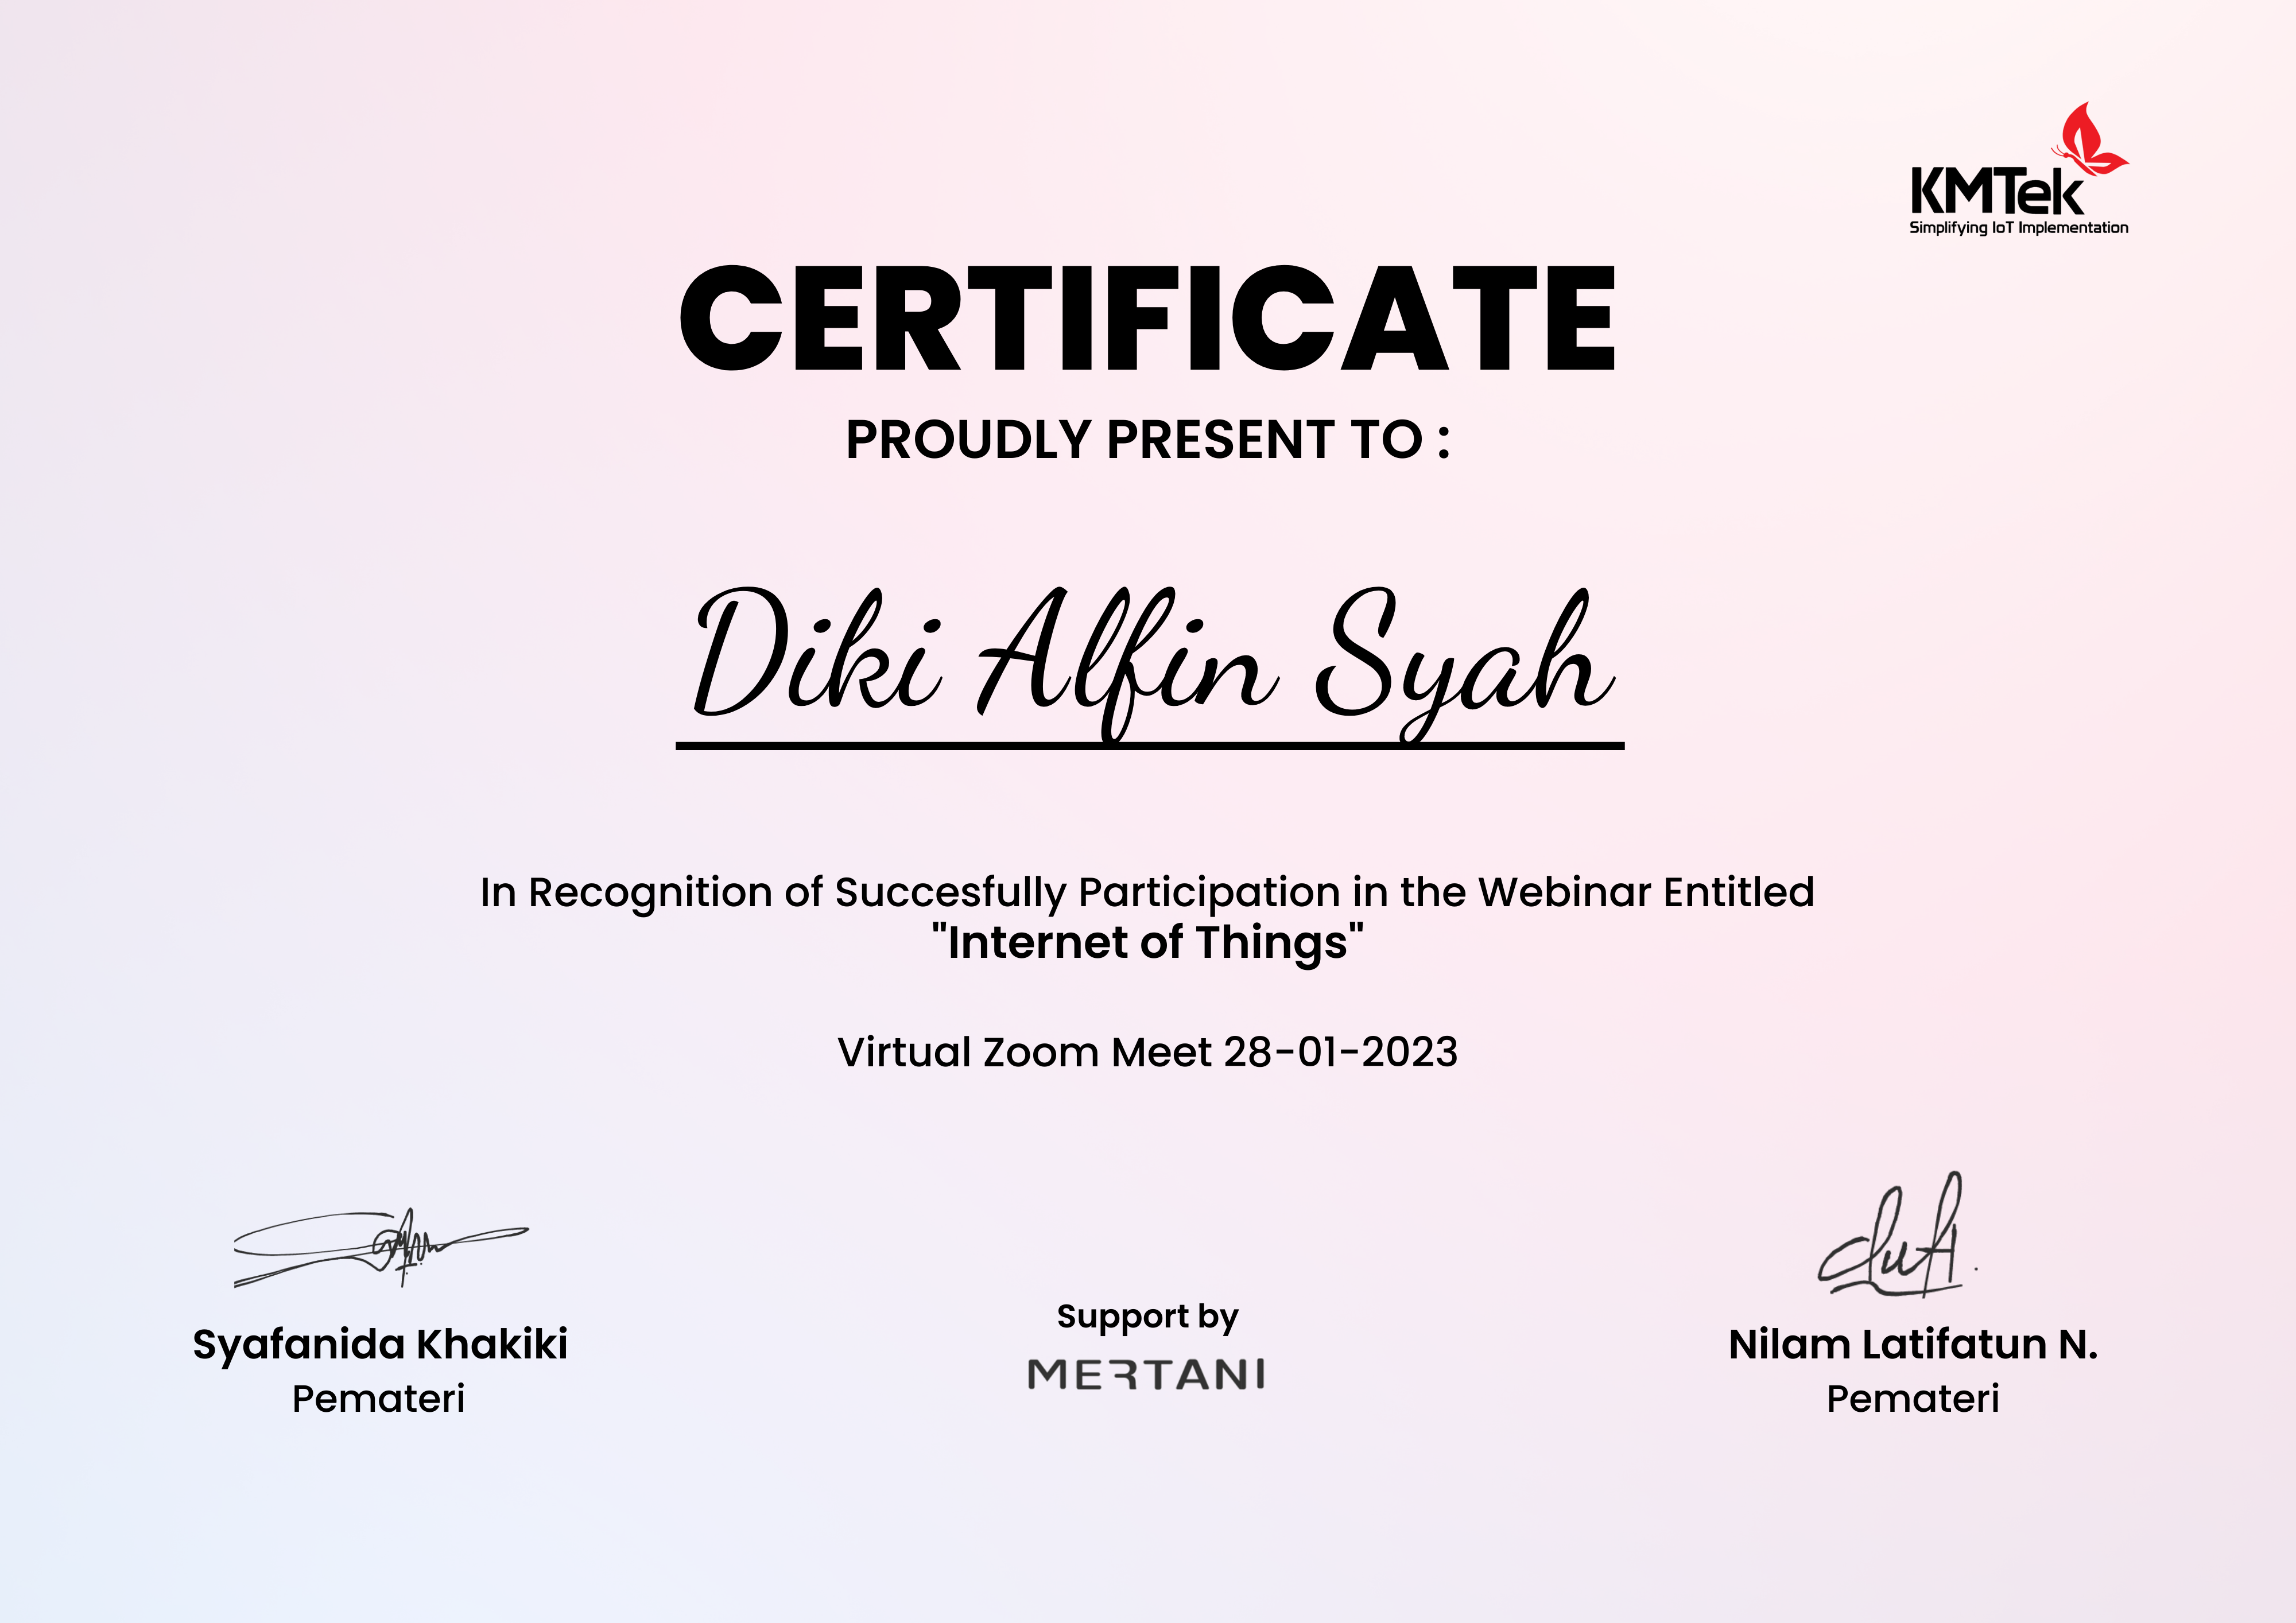 KMTek
Simplifying IoT Implementation
CERTIFICATE
PROUDLY PRESENT TO :
Diki Alfin Syah
In Recognition of Succesfully Participation in the Webinar Entitled
"Internet of Things"
Virtual Zoom Meet 28-01-2023
Syafanida Khakiki
Pemateri
Support by
MERTANI
Nilam Latifatun N.
Pemateri